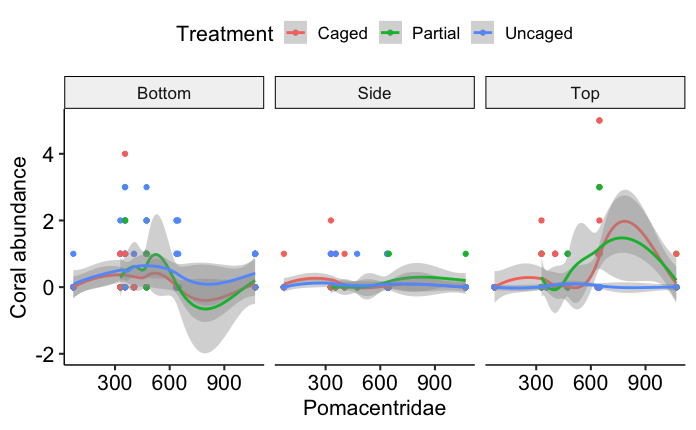 Treatment Caged Partial Uncaged
Bottom Side Top
Coral abundance
4
2
0
-2
300 600 900 300 600 900 300 600 900
Pomacentridae